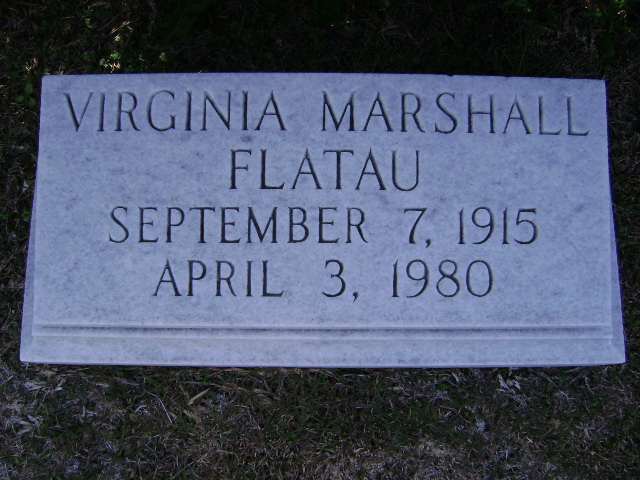 VIRGINIA MARSHALL
FLATAU
SEPTEMBER 7, 1915
APRIL 3, 1980